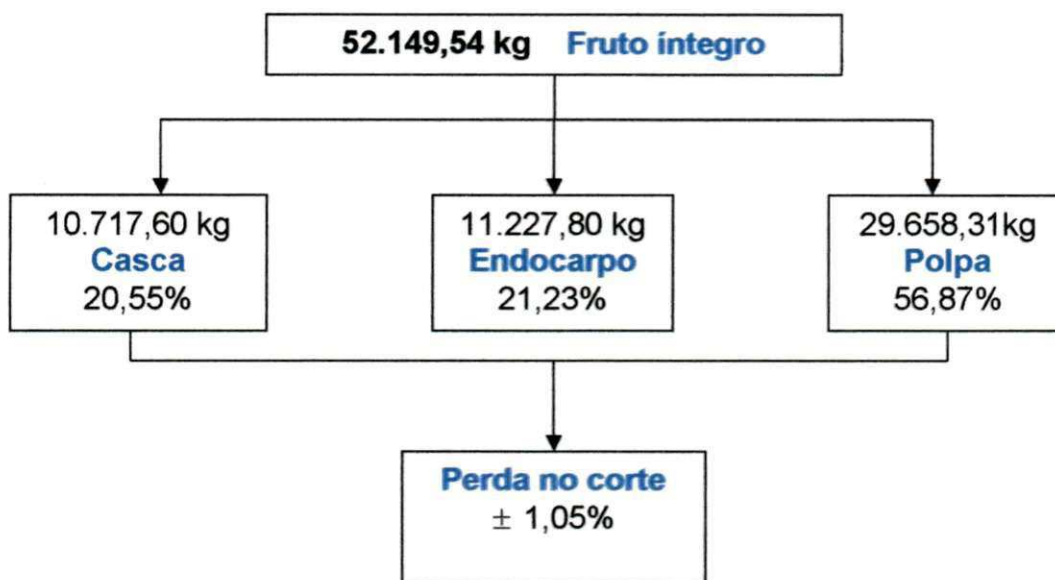 52.149,54 kg Fruto íntegro
10.717,60 kg
Casca
20,55%
11.227,80 kg
Endocarpo
21,23%
29.658,31kg
Polpa
56,87%
Perda no corte
± 1,05%